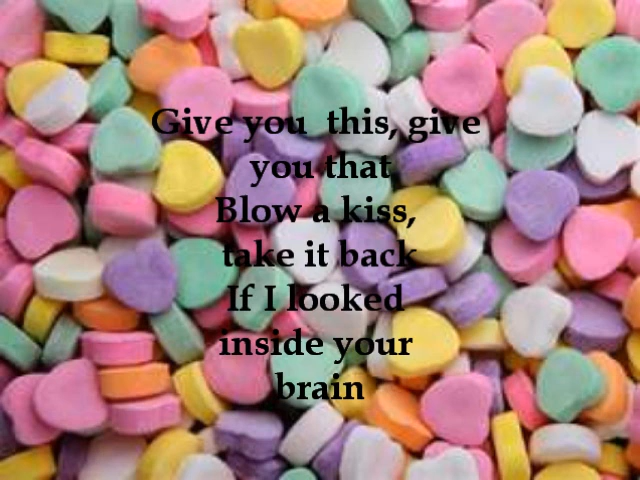 Give you  this, give
you that
Blow a kiss,
take it back
If I looked
inside your
brain